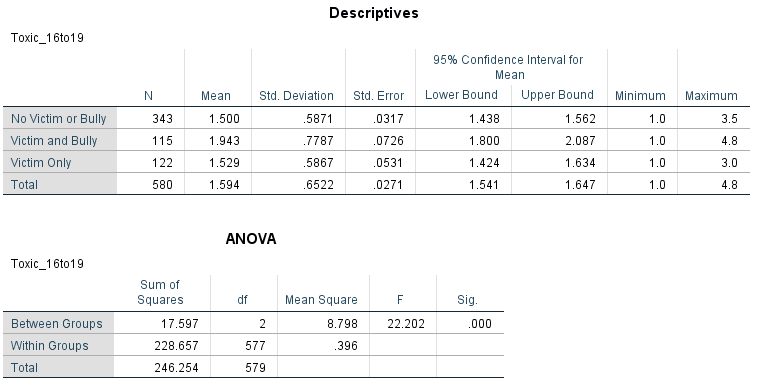 Descriptives
Toxic_16to19
95% Confidence Interval for
Mean
N Mean Std. Deviation Std. Error Lower Bound Upper Bound Minimum Maximum
No Victim or Bully 343 1.500 .5871 .0317 1.438 1.562 1.0 3.5
Victim and Bully 115 1.943 .7787 .0726 1.800 2.087 1.0 4.8
Victim Only 122 1.529 .5867 .0531 1.424 1.634 1.0 3.0
Total 580 1.594 .6522 .0271 1.541 1.647 1.0 4.8
ANOVA
Toxic_16to19
Sum of
Squares df Mean Square F Sig.
Between Groups 17.597 2 8.798 22.202 .000
Within Groups 228.657 577 .396
Total 246.254 579